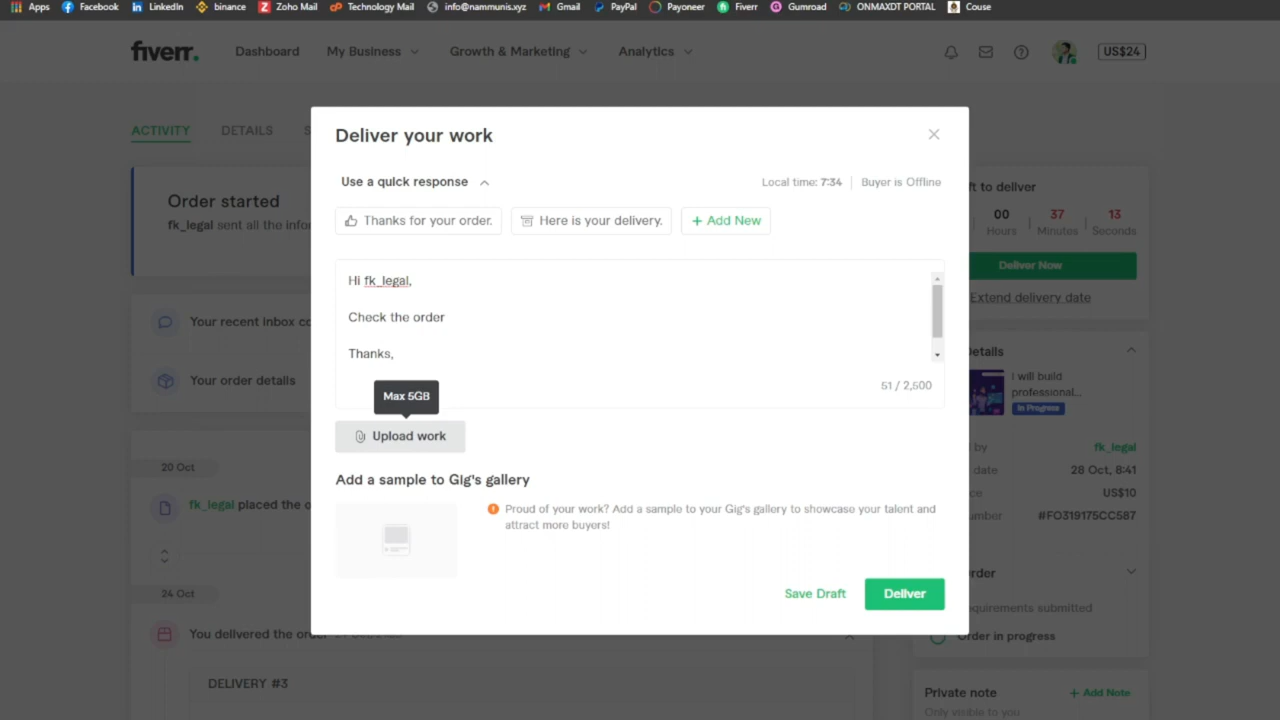 Apps Facebook LinkedIn binance Zoho Mail Technology Mail info@nammunis.xyz Gmail PayPal Payoneer Fiverr Gumroad ONMAXDT PORTAL Couse
fiverr. Dashboard My Business Growth & Marketing Analytics US$24
ACTIVITY DETAILS S
Deliver your work
Use a quick response Local time: 7:34 Buyer is Offline
Thanks for your order. Here is your delivery. + Add New
Hi fk_legal,
Check the order
Thanks,
51 / 2,500
Max 5GB
Upload work
Add a sample to Gig's gallery
Proud of your work? Add a sample to your Gig's gallery to showcase your talent and
attract more buyers!
Save Draft Deliver
Order started
fk_legal sent all the infor
Your recent Inbox co
Your order details
20 Oct
fk_legal placed the o
24 Oct
You delivered the order
DELIVERY #3
ft to deliver
00 37 13
Hours Minutes Seconds
Deliver Now
Extend delivery date
etails
I will build
professional...
In Progress
by fk_legal
date 28 Oct, 8:41
ce US$10
umber #FO319175CC587
rder
equirements submitted
Order in progress
Private note + Add Note
Only visible to you